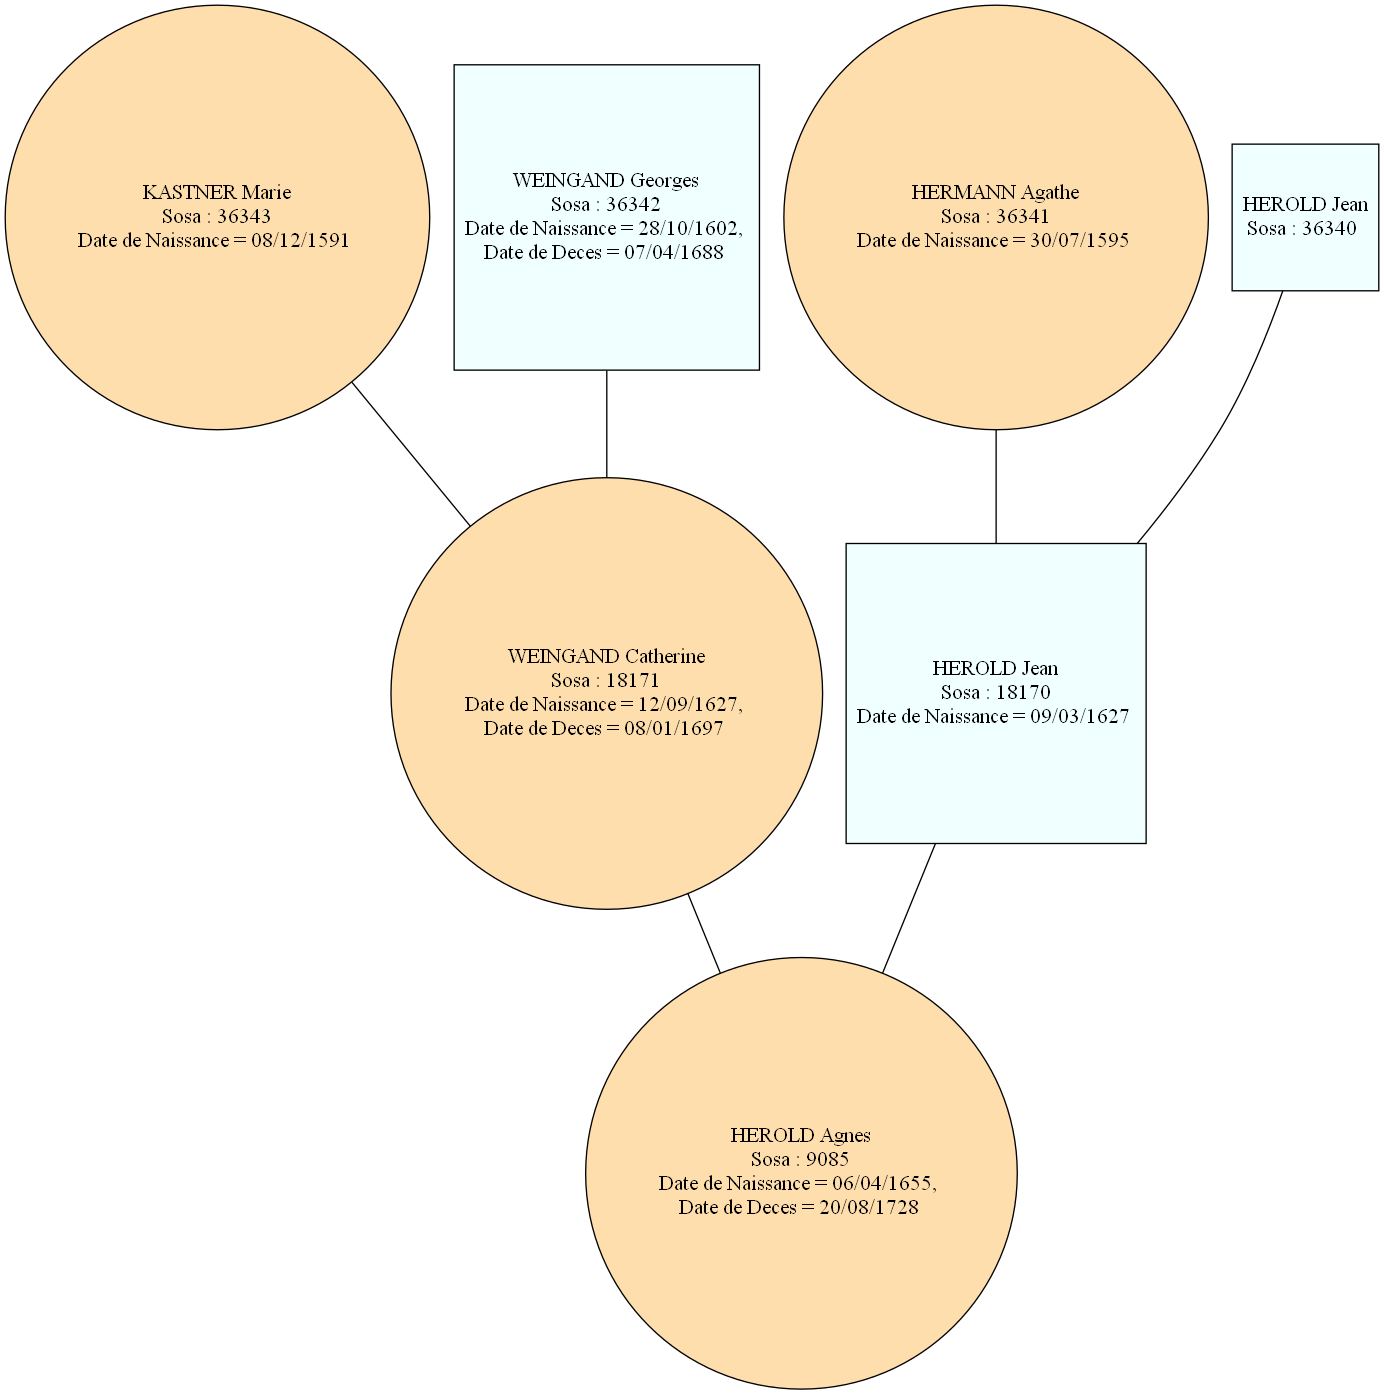 KASTNER Marie
Sosa : 36343
Date de Naissance = 08/12/1591
WEINGAND Georges
Sosa : 36342
Date de Naissance = 28/10/1602,
Date de Deces = 07/04/1688
HERMANN Agathe
Sosa : 36341
Date de Naissance = 30/07/1595
HEROLD Jean
Sosa : 36340
WEINGAND Catherine
Sosa : 18171
Date de Naissance = 12/09/1627,
Date de Deces = 08/01/1697
HEROLD Jean
Sosa : 18170
Date de Naissance = 09/03/1627
HEROLD Agnes
Sosa : 9085
Date de Naissance = 06/04/1655,
Date de Deces = 20/08/1728